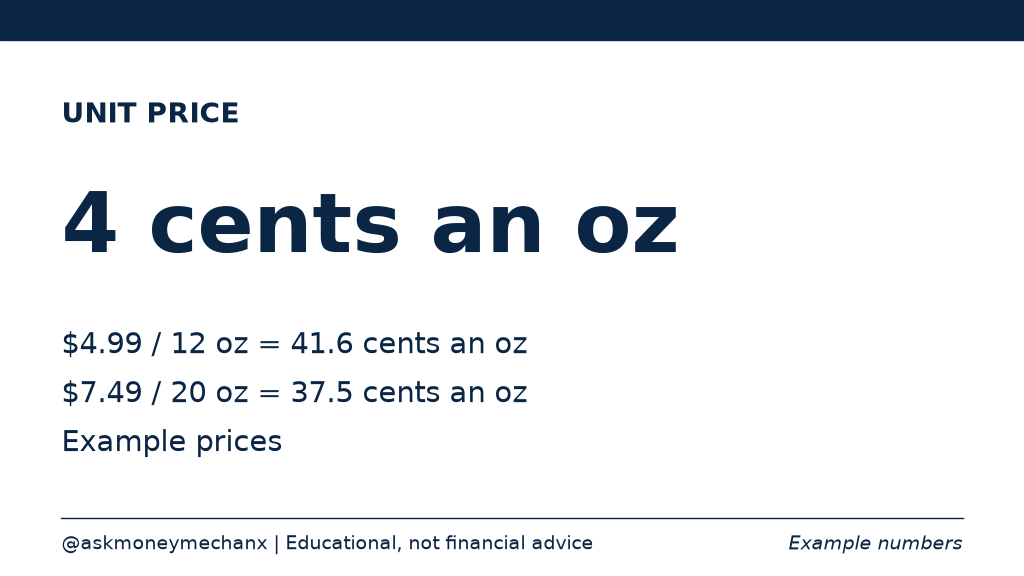 UNIT PRICE
4 cents an oz
$4.99 / 12 oz = 41.6 cents an oz
$7.49 / 20 oz = 37.5 cents an oz
Example prices
@askmoneymechanx | Educational, not financial advice
Example numbers